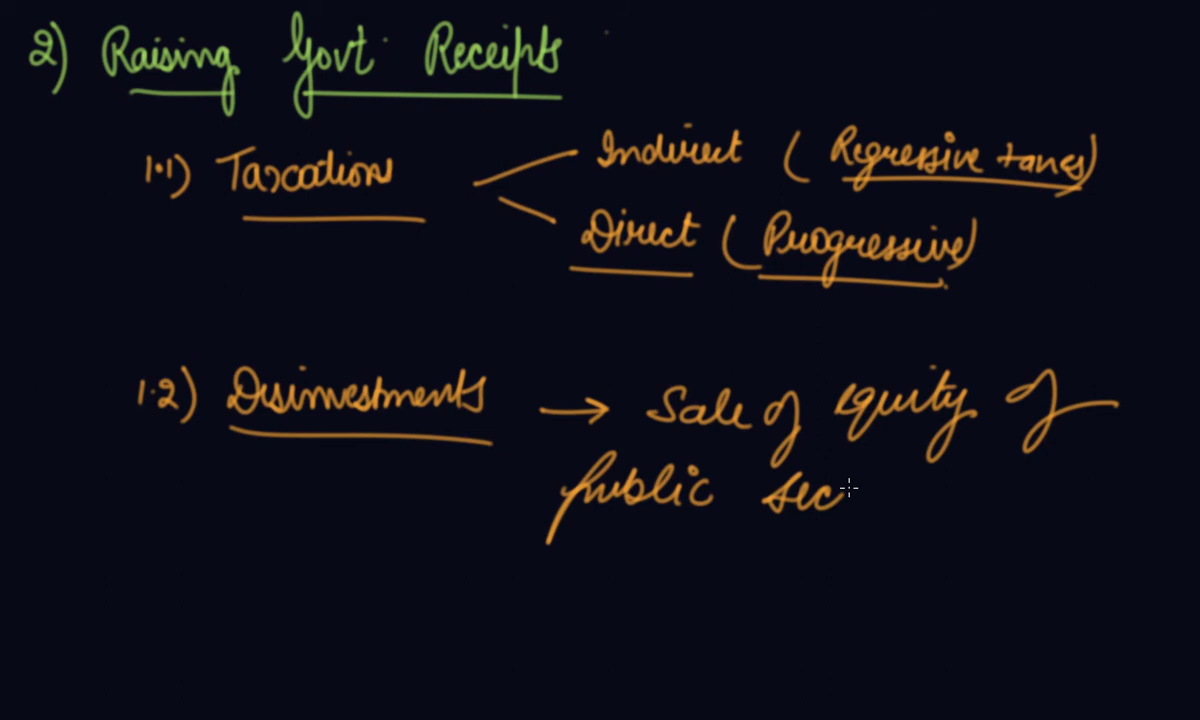 2) Raising Govt. Receipts
1.1) Taxation
Indirect (Regressive taxes)
Direct (Progressive)
1.2) Disinvestments → Sale of equity of
public sec